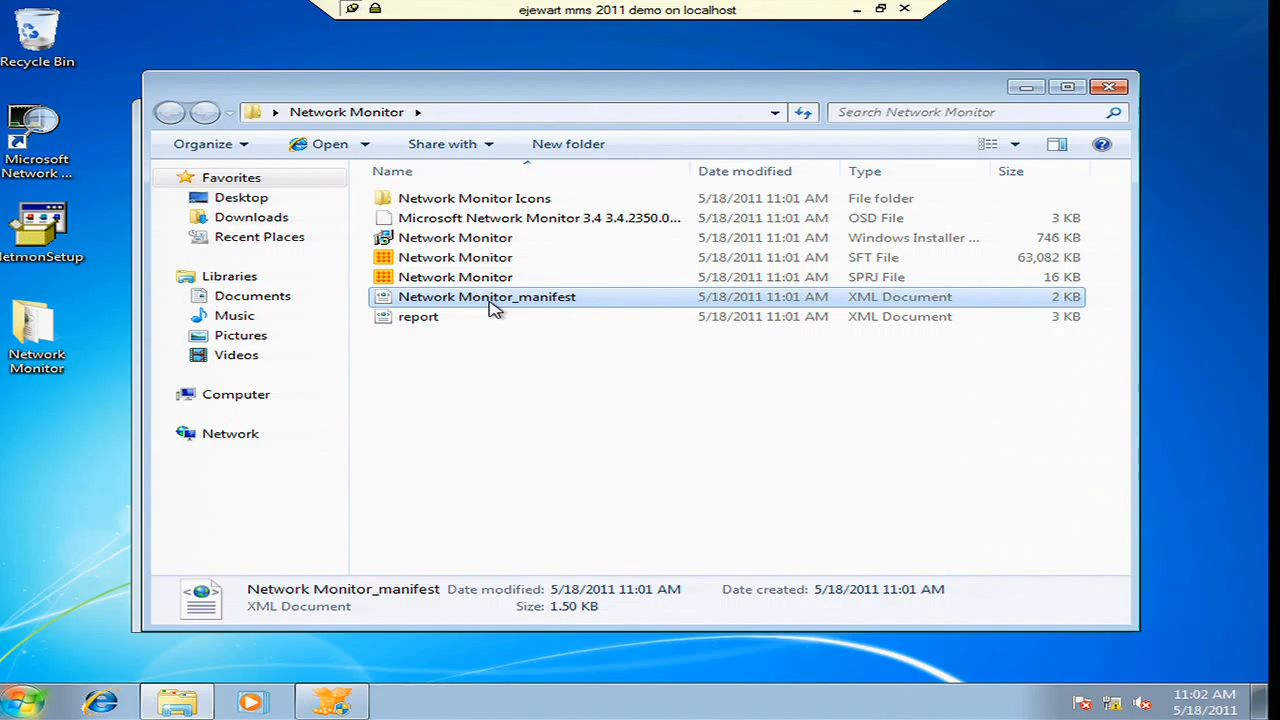 ejewart mms 2011 demo on localhost
Recycle Bin
Microsoft
Network ...
etmonSetup
Network
Monitor
Network Monitor
Search Network Monitor
Organize
Open
Share with
New folder
Favorites
Desktop
Downloads
Recent Places
Libraries
Documents
Music
Pictures
Videos
Computer
Network
Name Date modified Type Size
Network Monitor Icons 5/18/2011 11:01 AM File folder
Microsoft Network Monitor 3.4 3.4.2350.0... 5/18/2011 11:01 AM OSD File 3 KB
Network Monitor 5/18/2011 11:01 AM Windows Installer ... 746 KB
Network Monitor 5/18/2011 11:01 AM SFT File 63,082 KB
Network Monitor 5/18/2011 11:01 AM SPRJ File 16 KB
Network Monitor_manifest 5/18/2011 11:01 AM XML Document 2 KB
report 5/18/2011 11:01 AM XML Document 3 KB
Network Monitor_manifest Date modified: 5/18/2011 11:01 AM Date created: 5/18/2011 11:01 AM
XML Document Size: 1.50 KB
11:02 AM
5/18/2011